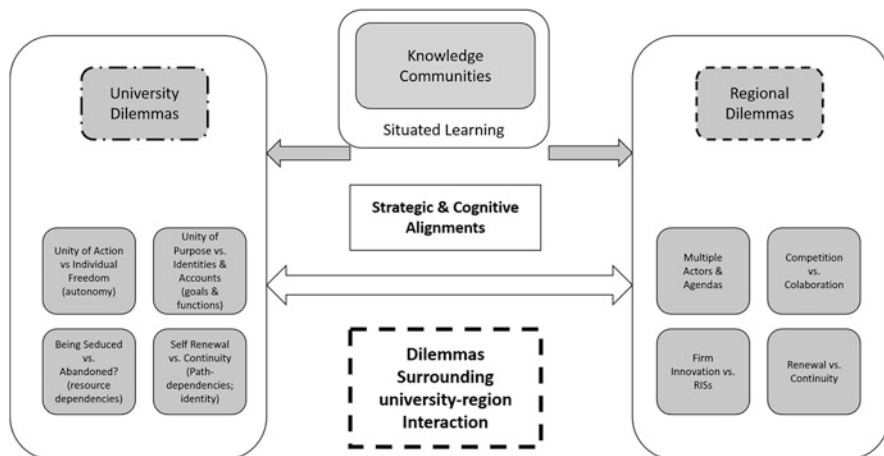 University
Dilemmas
Unity of Action
vs Individual
Freedom
(autonomy)
Unity of
Purpose vs.
Identities &
Accounts
(goals &
functions)
Being Seduced
vs.
Abandoned?
(resource
dependencies)
Self Renewal
vs. Continuity
(Path-
dependencies;
identity)
Knowledge
Communities
Situated Learning
Strategic & Cognitive
Alignments
Dilemmas
Surrounding
university-region
Interaction
Regional
Dilemmas
Multiple
Actors &
Agendas
Competition
vs.
Colaboration
Firm
Innovation vs.
RISs
Renewal vs.
Continuity